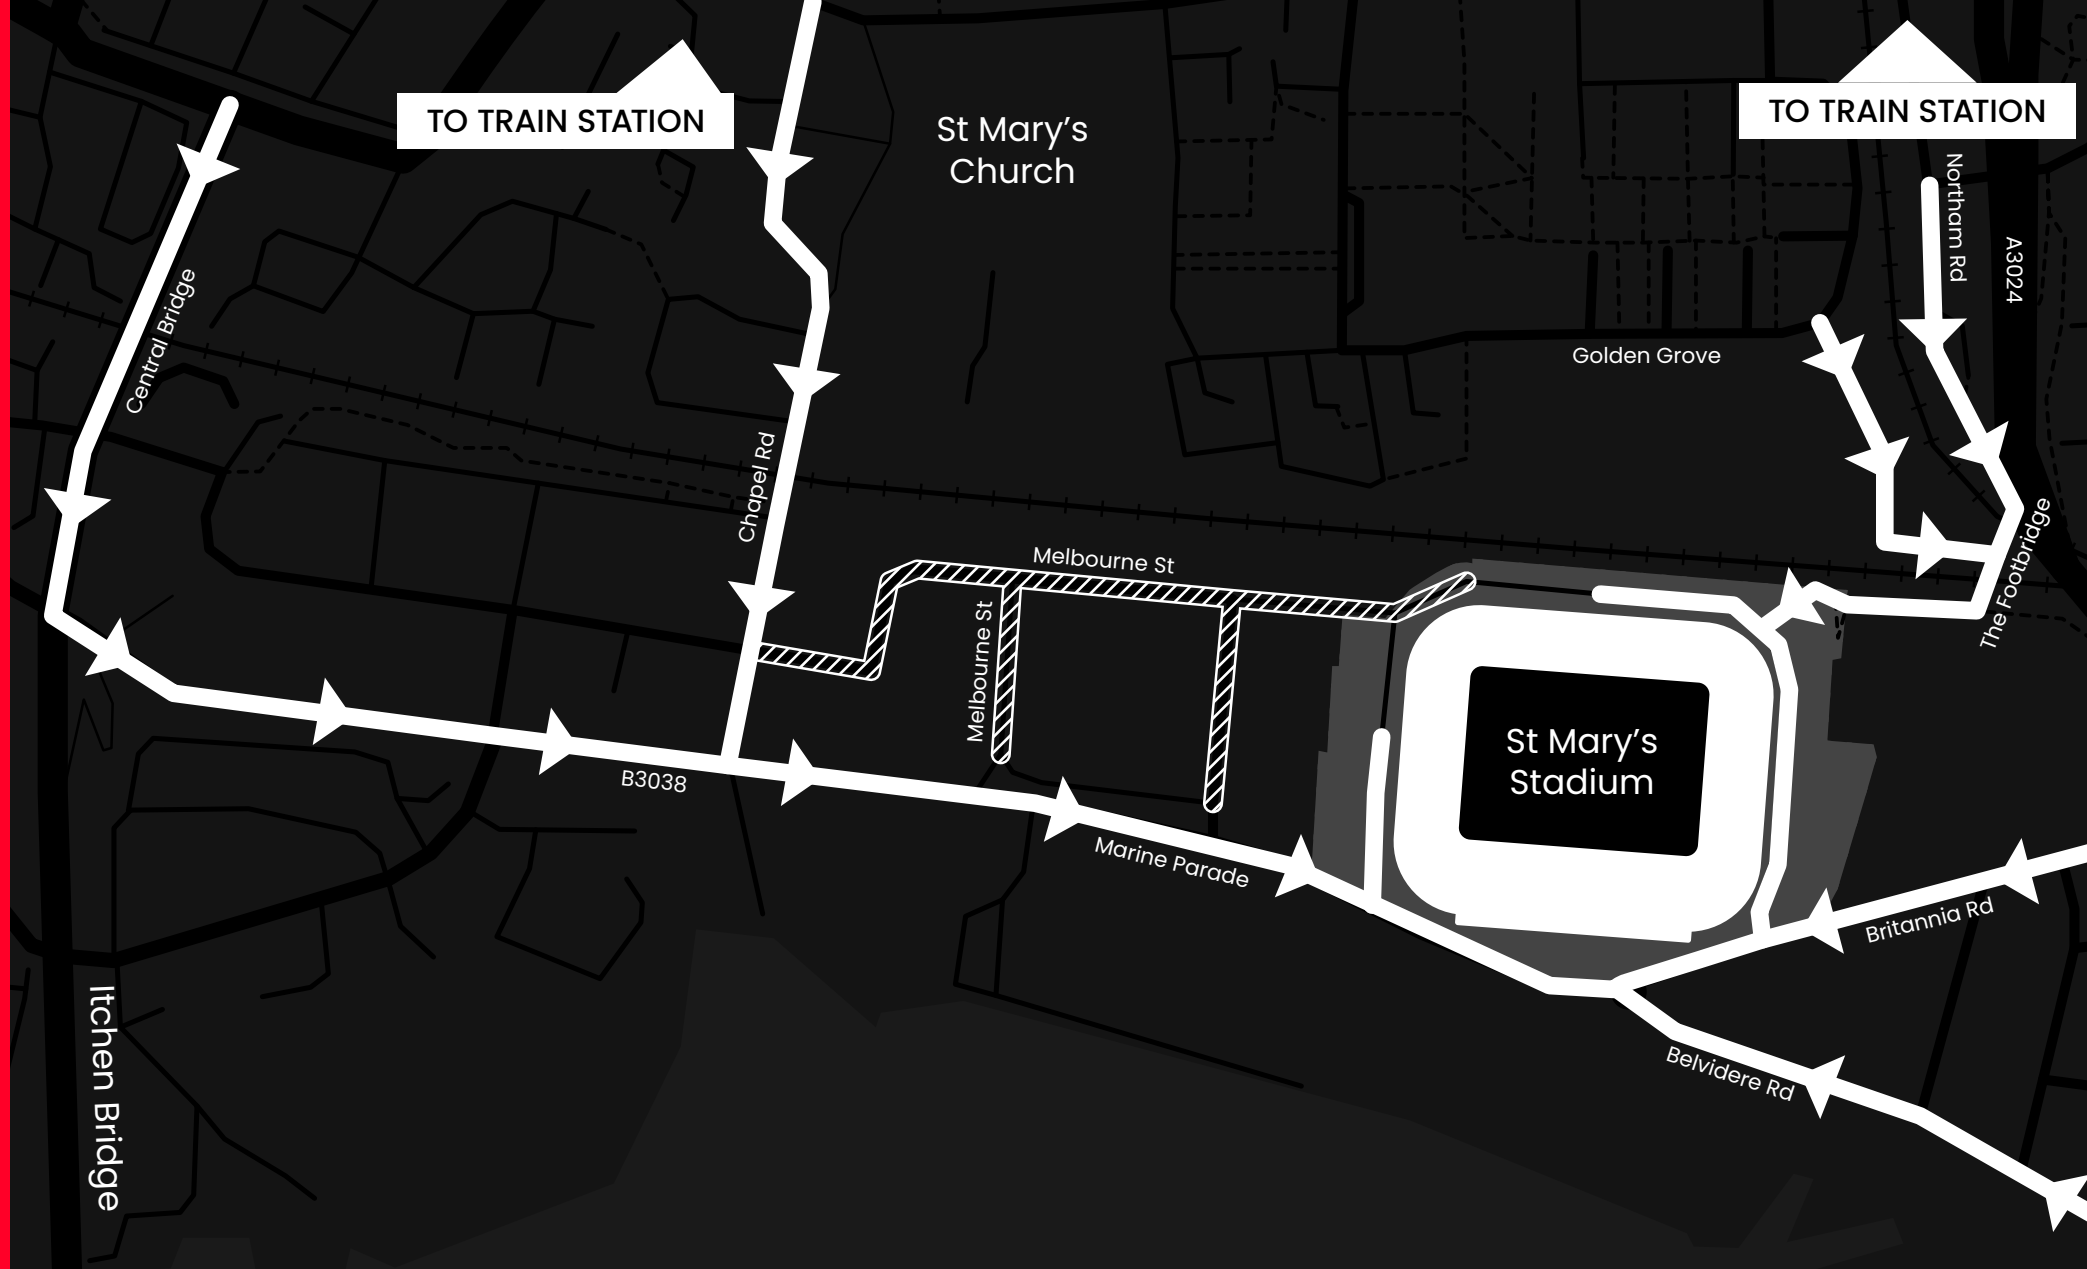 TO TRAIN STATION
TO TRAIN STATION
St Mary’s
Church
Northam Rd
A3024
Central Bridge
Golden Grove
Chapel Rd
Melbourne St
The Footbridge
Melbourne St
St Mary’s
Stadium
B3038
Marine Parade
Britannia Rd
Itchen Bridge
Belvidere Rd